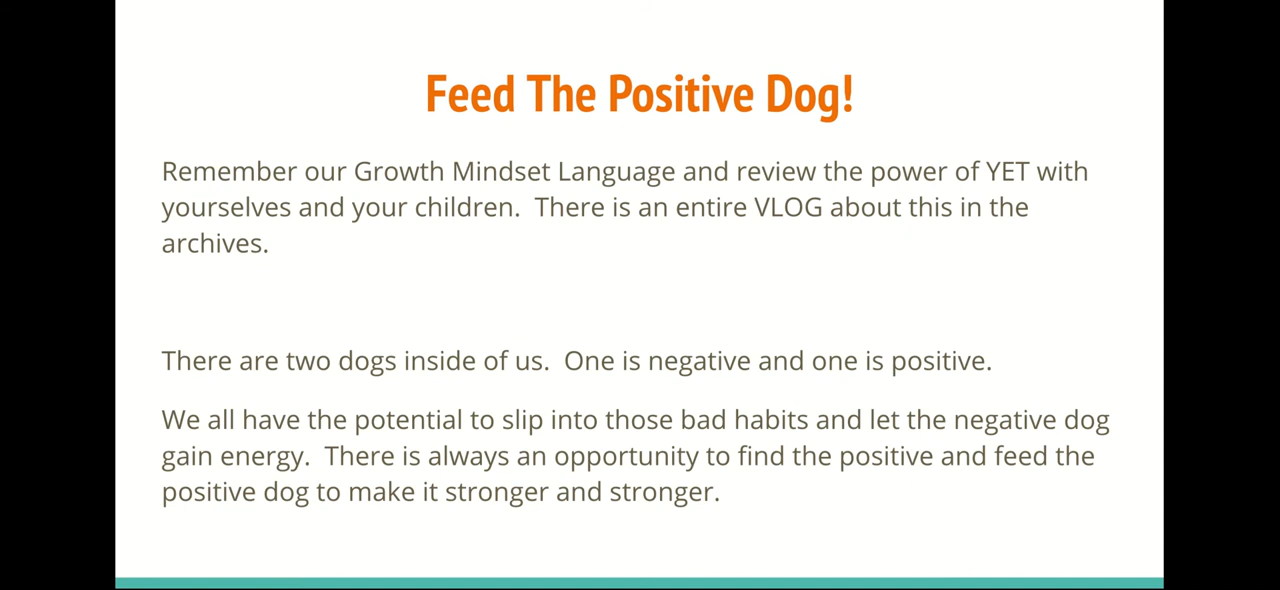 Feed The Positive Dog!
Remember our Growth Mindset Language and review the power of YET with
yourselves and your children.  There is an entire VLOG about this in the
archives.
There are two dogs inside of us.  One is negative and one is positive.
We all have the potential to slip into those bad habits and let the negative dog
gain energy.  There is always an opportunity to find the positive and feed the
positive dog to make it stronger and stronger.